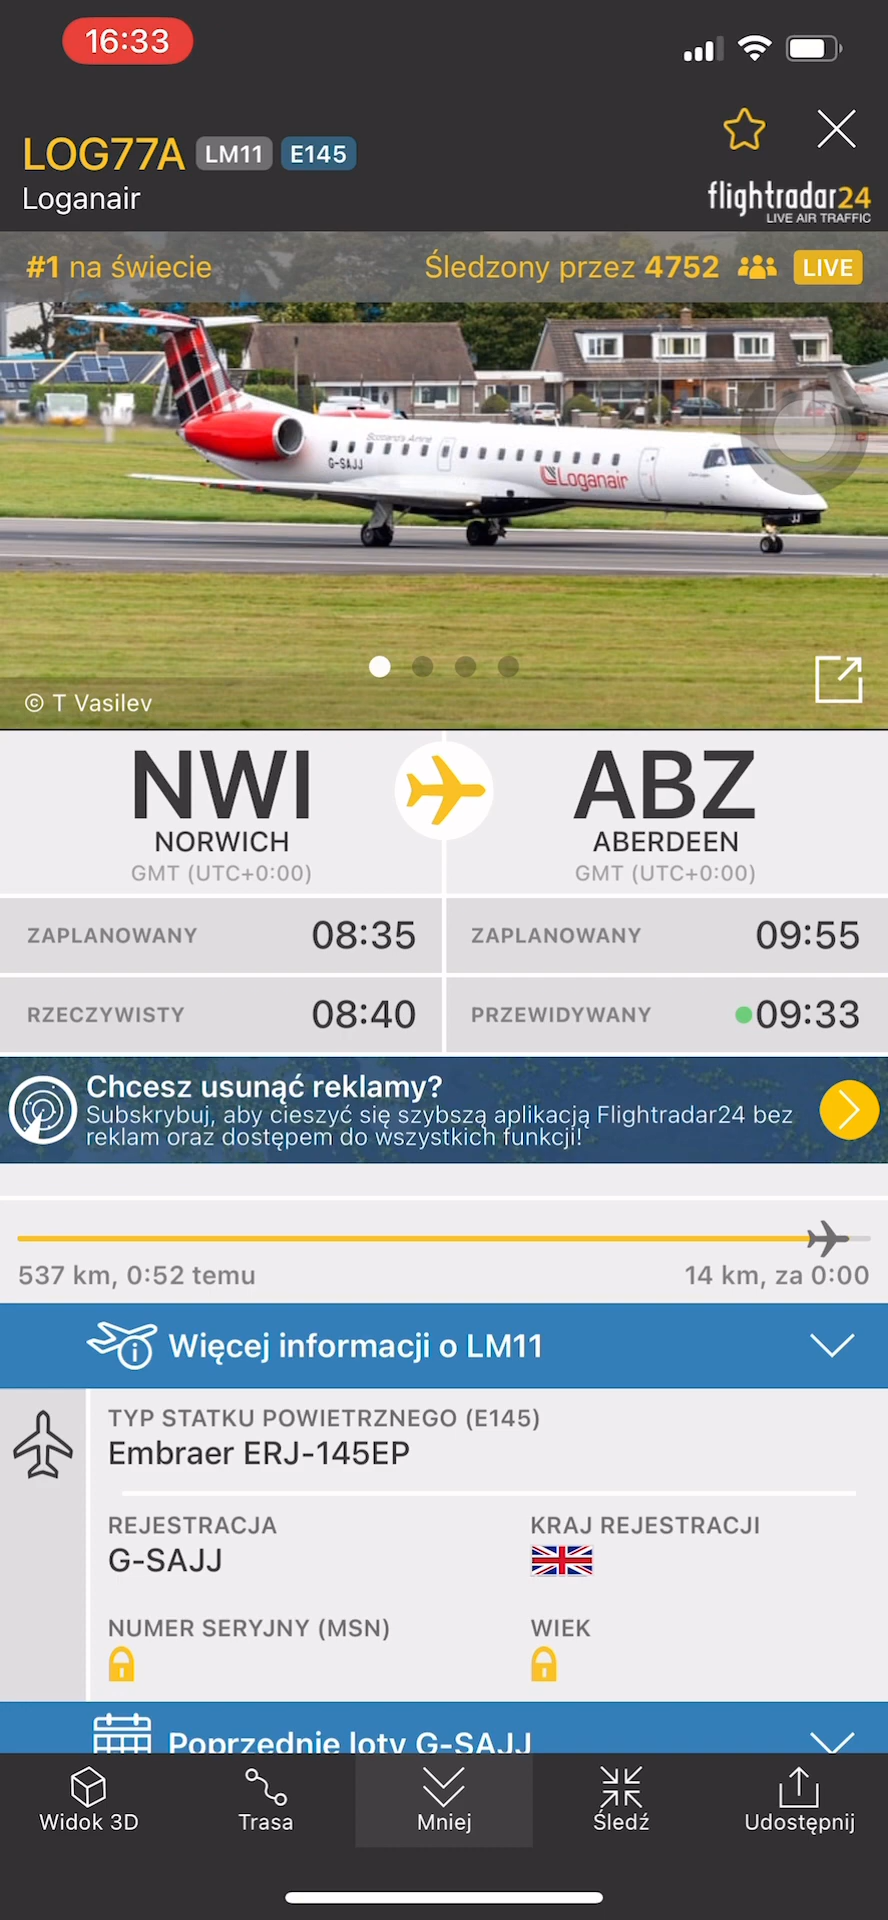 16:33
LOG77A LM11 E145
Loganair
flightradar24
LIVE AIR TRAFFIC
#1 na świecie Śledzony przez 4752 LIVE
Scotland's Airline
G-SAJJ
Loganair
JJ
© T Vasilev
NWI ABZ
NORWICH ABERDEEN
GMT (UTC+0:00) GMT (UTC+0:00)
ZAPLANOWANY 08:35 ZAPLANOWANY 09:55
RZECZYWISTY 08:40 PRZEWIDYWANY 09:33
Chcesz usunąć reklamy?
Subskrybuj, aby cieszyć się szybszą aplikacją Flightradar24 bez
reklam oraz dostępem do wszystkich funkcji!
537 km, 0:52 temu 14 km, za 0:00
Więcej informacji o LM11
TYP STATKU POWIETRZNEGO (E145)
Embraer ERJ-145EP
REJESTRACJA KRAJ REJESTRACJI
G-SAJJ
NUMER SERYJNY (MSN) WIEK
Poprzednie loty G-SAJJ
Widok 3D Trasa Mniej Śledź Udostępnij